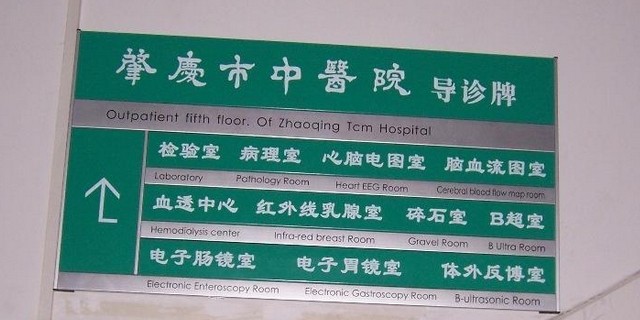 肇慶市中醫院 导诊牌
Outpatient fifth floor. Of Zhaoqing Tcm Hospital
检验室 病理室 心脑电图室 脑血流图室
Laboratory Pathology Room Heart EEG Room Cerebral blood flow map room
血透中心 红外线乳腺室 碎石室 B超室
Hemodialysis center Infra-red breast Room Gravel Room B Ultra Room
电子肠镜室 电子胃镜室 体外反博室
Electronic Enteroscopy Room Electronic Gastroscopy Room B-ultrasonic Room